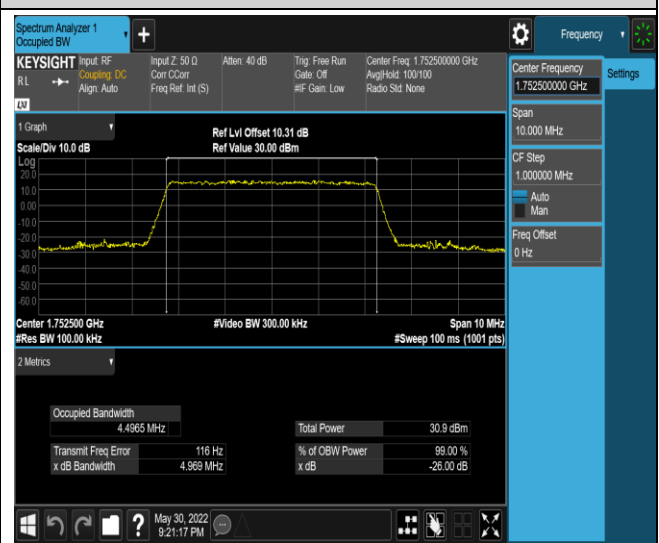 Spectrum Analyzer 1
Occupied BW
+
Frequency
KEYSIGHT
RL
LXI
Input: RF
Coupling: DC
Align: Auto
Input Z: 50 Ω
Corr CCorr
Freq Ref: Int (S)
Atten: 40 dB
Trig: Free Run
Gate: Off
#IF Gain: Low
Center Freq: 1.752500000 GHz
Avg|Hold: 100/100
Radio Std: None
Center Frequency
1.752500000 GHz
Settings
Span
10.000 MHz
CF Step
1.000000 MHz
Auto
Man
Freq Offset
0 Hz
1 Graph
Scale/Div 10.0 dB
Ref Lvl Offset 10.31 dB
Ref Value 30.00 dBm
Log
20.0
10.0
0.00
-10.0
-20.0
-30.0
-40.0
-50.0
-60.0
Center 1.752500 GHz
#Video BW 300.00 kHz
Span 10 MHz
#Res BW 100.00 kHz
#Sweep 100 ms (1001 pts)
2 Metrics
Occupied Bandwidth
4.4965 MHz
Total Power 30.9 dBm
Transmit Freq Error 116 Hz
% of OBW Power 99.00 %
x dB Bandwidth 4.969 MHz
x dB -26.00 dB
?
May 30, 2022
9:21:17 PM